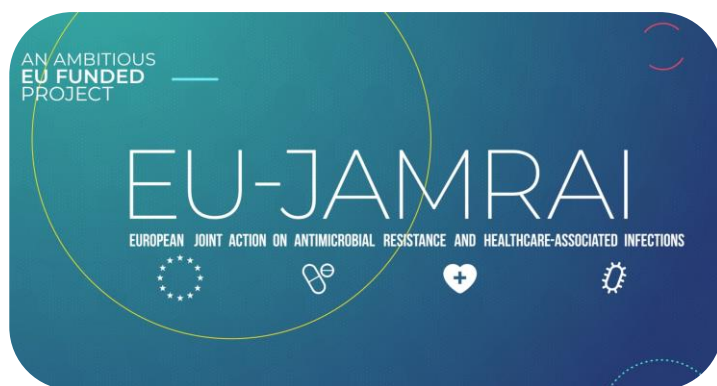 AN AMBITIOUS
EU FUNDED
PROJECT
EU-JAMRAI
EUROPEAN JOINT ACTION ON ANTIMICROBIAL RESISTANCE AND HEALTHCARE-ASSOCIATED INFECTIONS